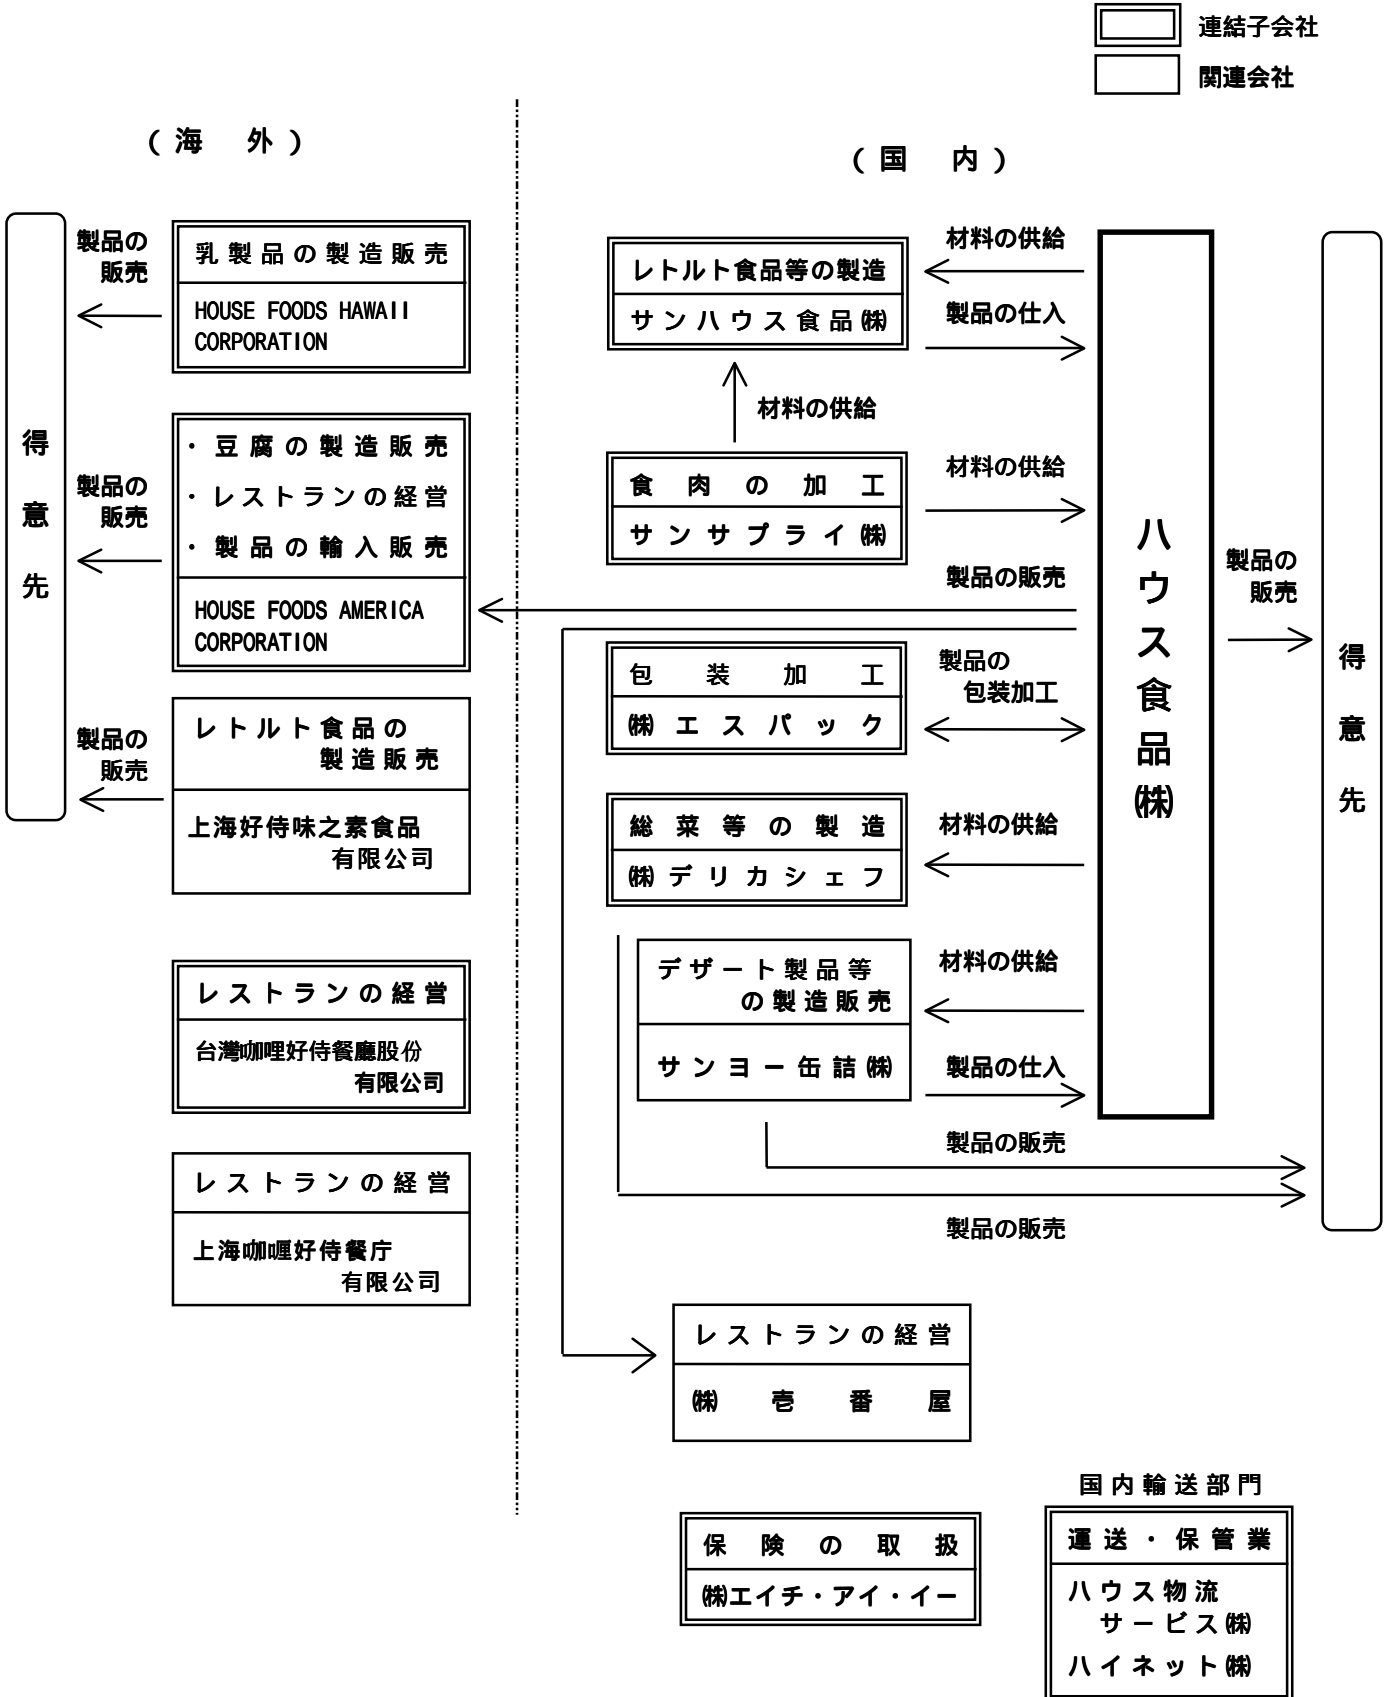 連結子会社
関連会社
(海 外)
(国 内)
得意先
製品の
販売
乳製品の製造販売
HOUSE FOODS HAWAII
CORPORATION
製品の
販売
・豆腐の製造販売
・レストランの経営
・製品の輸入販売
HOUSE FOODS AMERICA
CORPORATION
製品の
販売
レトルト食品の
製造販売
上海好侍味之素食品
有限公司
レストランの経営
台灣咖哩好侍餐廳股份
有限公司
レストランの経営
上海咖喱好侍餐庁
有限公司
レトルト食品等の製造
サンハウス食品㈱
材料の供給
製品の仕入
材料の供給
食肉の加工
サンサプライ㈱
材料の供給
製品の販売
包装加工
㈱エスパック
製品の
包装加工
総菜等の製造
㈱デリカシェフ
材料の供給
デザート製品等
の製造販売
サンヨー缶詰㈱
材料の供給
製品の仕入
製品の販売
製品の販売
ハウス食品㈱
製品の
販売
得意先
レストランの経営
㈱壱番屋
保険の取扱
㈱エイチ・アイ・イー
国内輸送部門
運送・保管業
ハウス物流
サービス㈱
ハイネット㈱